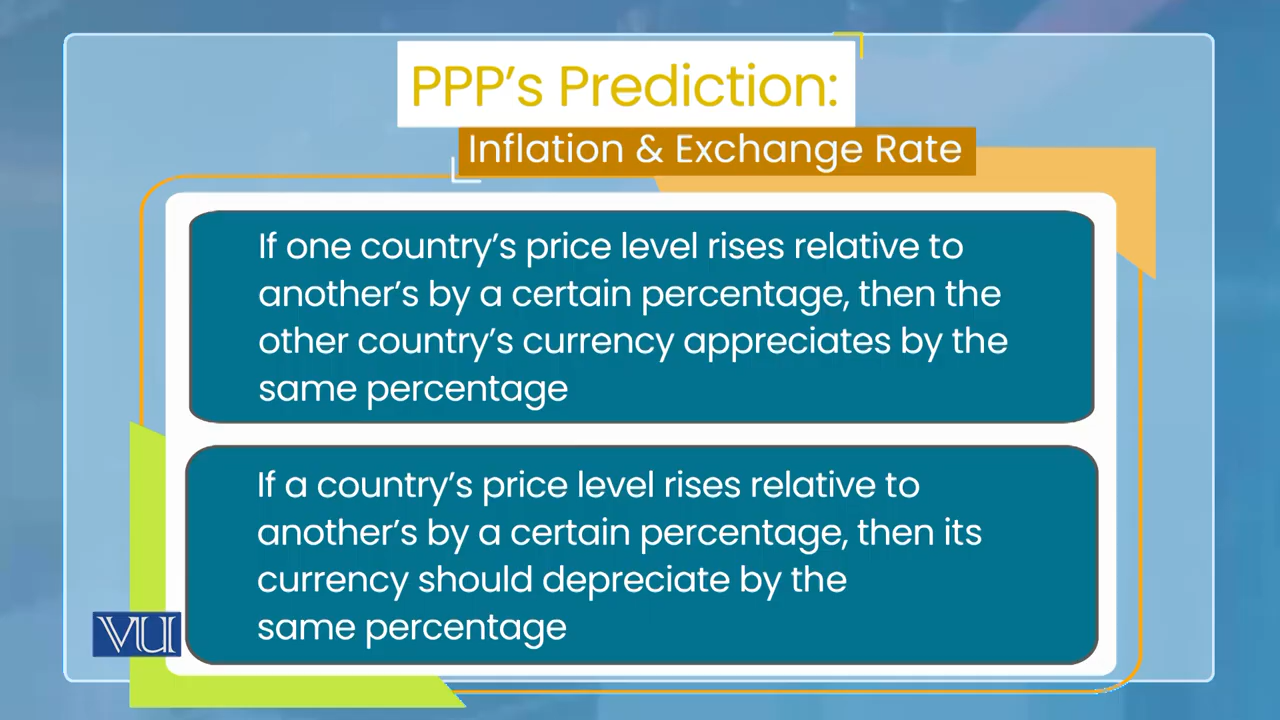 PPP’s Prediction:
Inflation & Exchange Rate
If one country’s price level rises relative to
another’s by a certain percentage, then the
other country’s currency appreciates by the
same percentage
If a country’s price level rises relative to
another’s by a certain percentage, then its
currency should depreciate by the
same percentage
VU